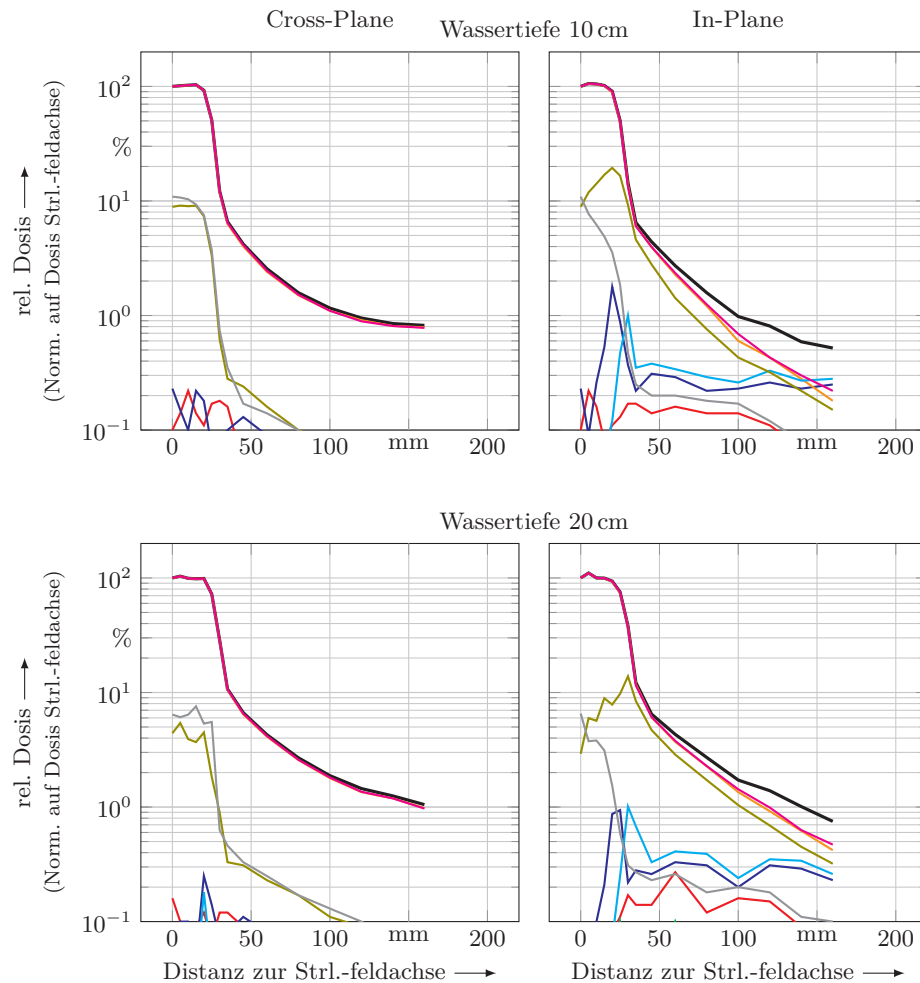 Cross-Plane
In-Plane
Wassertiefe 10 cm
rel. Dosis
(Norm. auf Dosis Strl.-feldachse)
10²
%
10¹
10⁰
10⁻¹
0 50 100 mm 200
0 50 100 mm 200
Wassertiefe 20 cm
rel. Dosis
(Norm. auf Dosis Strl.-feldachse)
10²
%
10¹
10⁰
10⁻¹
0 50 100 mm 200
0 50 100 mm 200
Distanz zur Strl.-feldachse
Distanz zur Strl.-feldachse